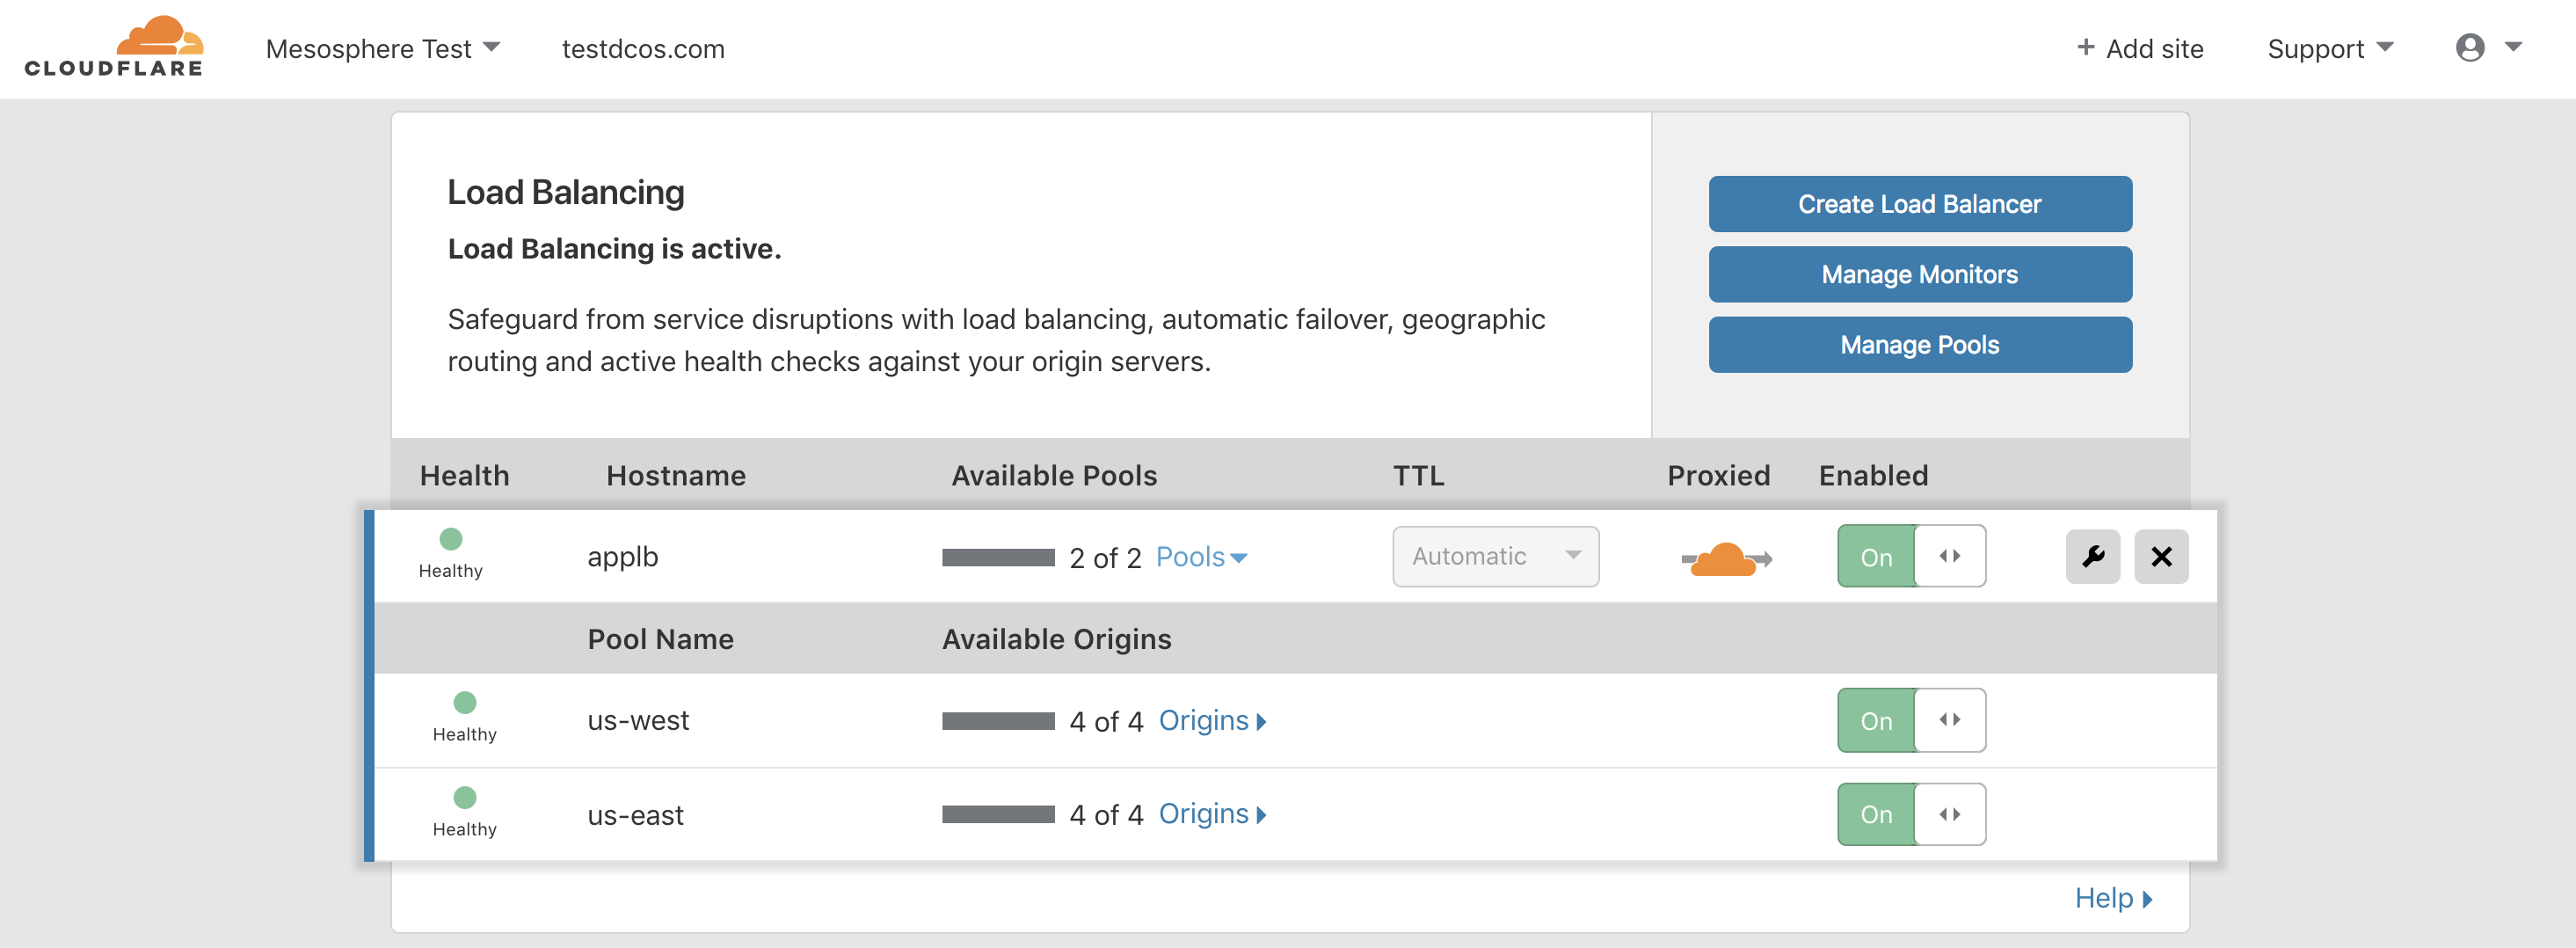 CLOUDFLARE
Mesosphere Test
testdcos.com
+ Add site
Support
Load Balancing
Load Balancing is active.
Safeguard from service disruptions with load balancing, automatic failover, geographic
routing and active health checks against your origin servers.
Create Load Balancer
Manage Monitors
Manage Pools
Health Hostname Available Pools TTL Proxied Enabled
Healthy applb 2 of 2 Pools Automatic On
Pool Name Available Origins
Healthy us-west 4 of 4 Origins On
Healthy us-east 4 of 4 Origins On
Help